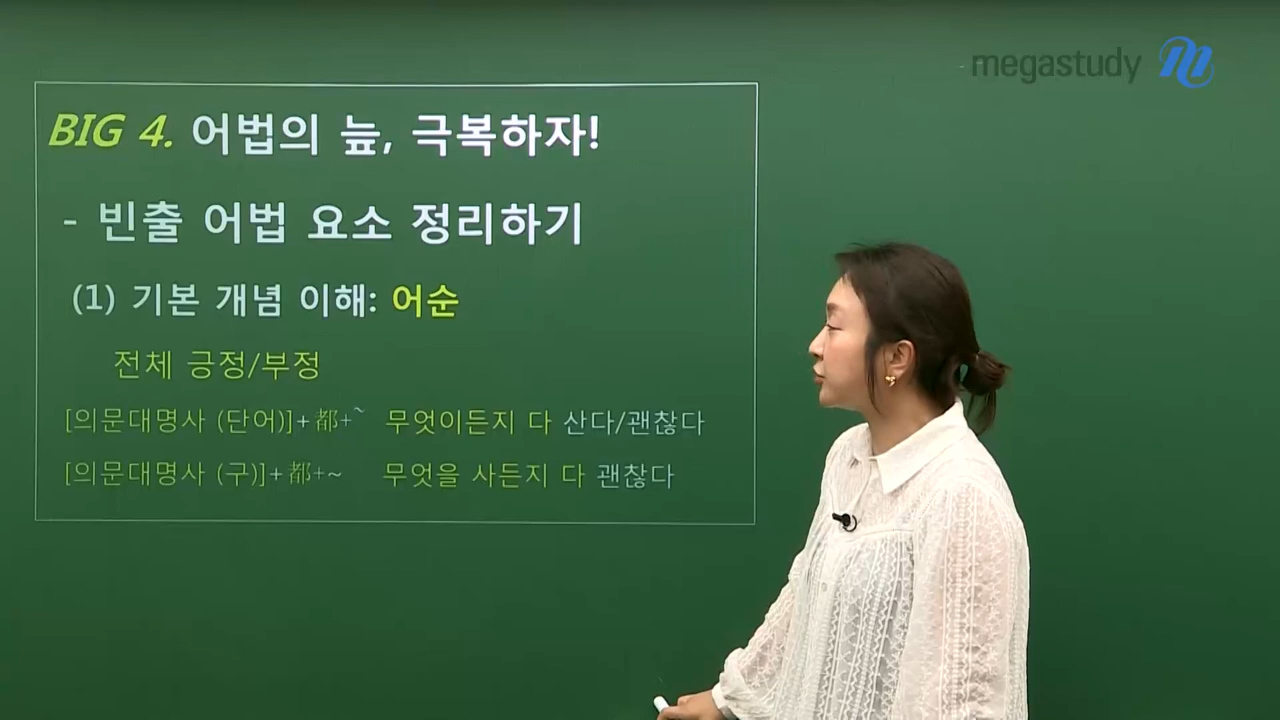 megastudy
BIG 4. 어법의 늪, 극복하자!
- 빈출 어법 요소 정리하기
(1) 기본 개념 이해: 어순
전체 긍정/부정
[의문대명사 (단어)]+都+~ 무엇이든지 다 산다/괜찮다
[의문대명사 (구)]+都+~ 무엇을 사든지 다 괜찮다